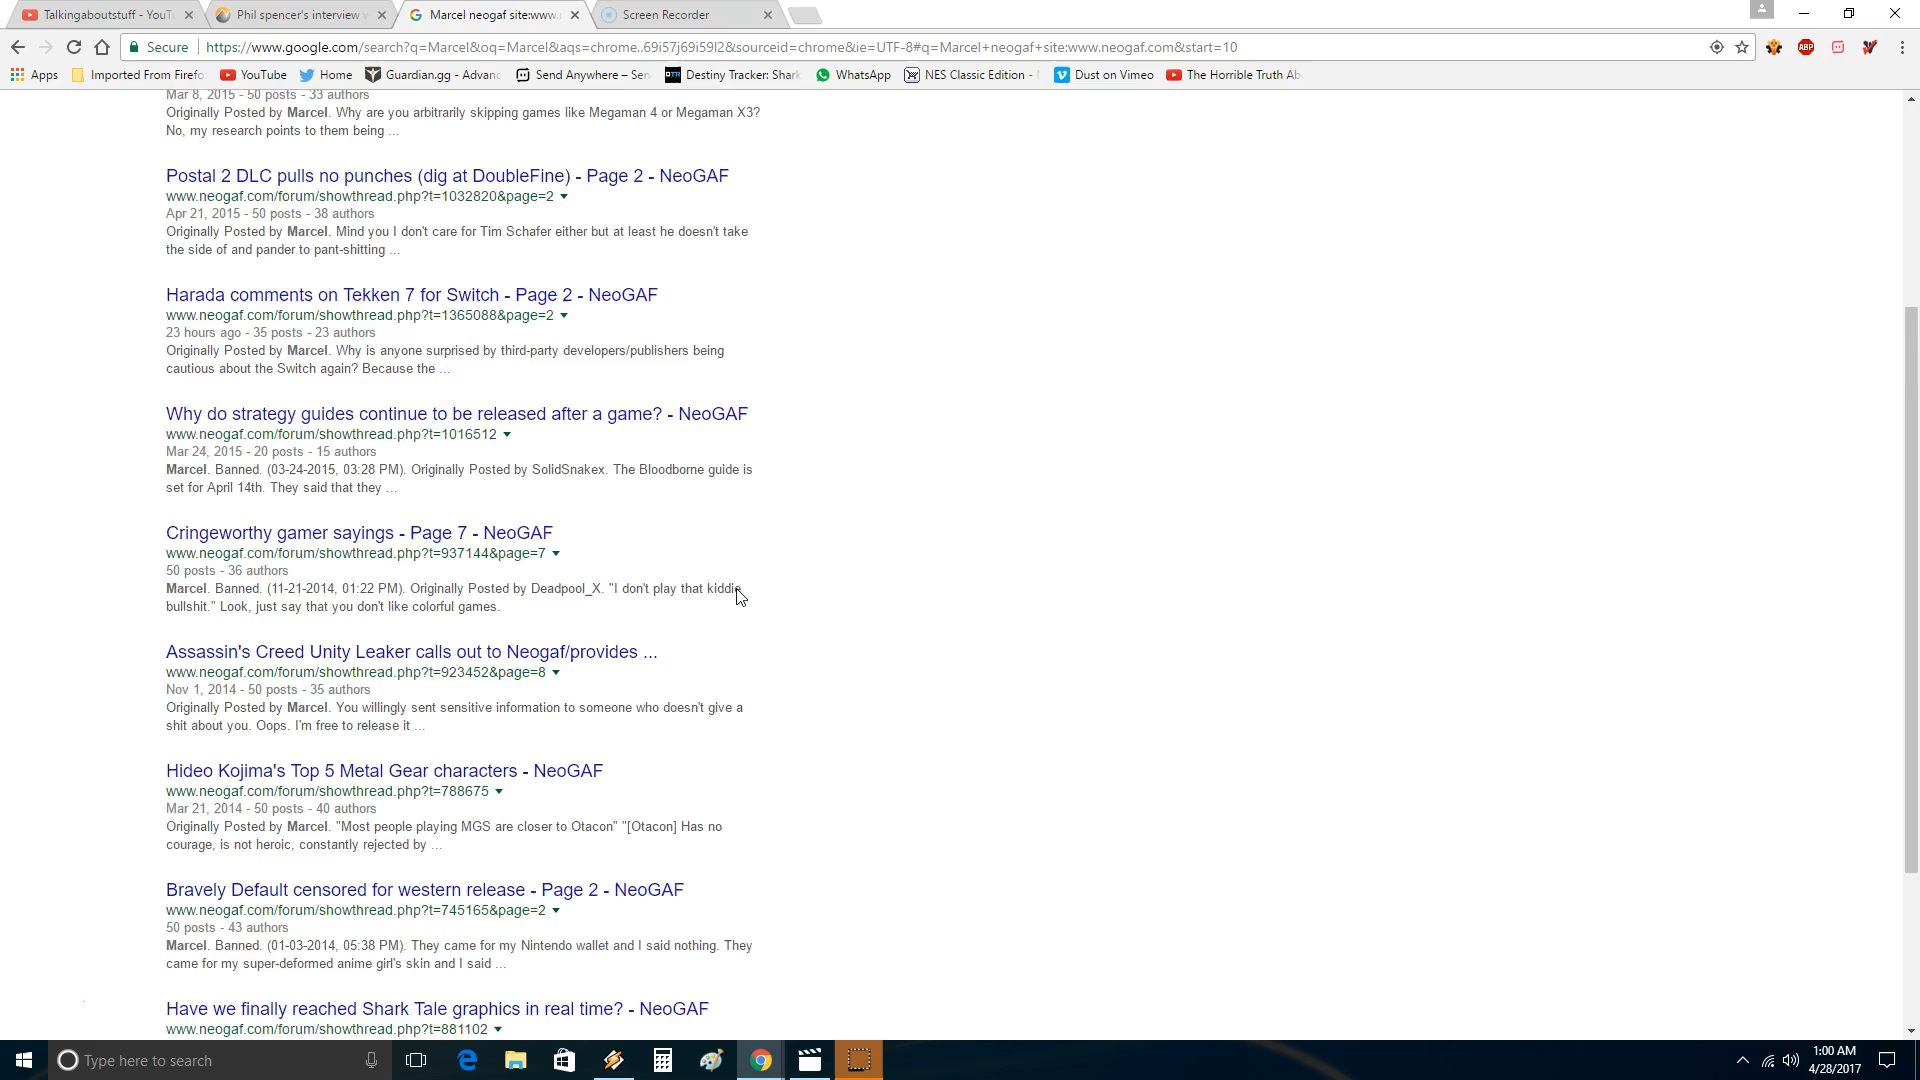 Talkingaboutstuff - YouT
Phil spencer's interview w
Marcel neogaf site:www.
Screen Recorder
Secure
https://www.google.com/search?q=Marcel&oq=Marcel&aqs=chrome..69i57j69i59l2&sourceid=chrome&ie=UTF-8#q=Marcel+neogaf+site:www.neogaf.com&start=10
ABP
Apps
Imported From Firefo
YouTube
Home
Guardian.gg - Advanc
Send Anywhere – Sen
DTR
Destiny Tracker: Shark
WhatsApp
NES Classic Edition -
Dust on Vimeo
The Horrible Truth Ab
Mar 8, 2015 - 50 posts - 33 authors
Originally Posted by Marcel. Why are you arbitrarily skipping games like Megaman 4 or Megaman X3?
No, my research points to them being ...
Postal 2 DLC pulls no punches (dig at DoubleFine) - Page 2 - NeoGAF
www.neogaf.com/forum/showthread.php?t=1032820&page=2
Apr 21, 2015 - 50 posts - 38 authors
Originally Posted by Marcel. Mind you I don't care for Tim Schafer either but at least he doesn't take
the side of and pander to pant-shitting ...
Harada comments on Tekken 7 for Switch - Page 2 - NeoGAF
www.neogaf.com/forum/showthread.php?t=1365088&page=2
23 hours ago - 35 posts - 23 authors
Originally Posted by Marcel. Why is anyone surprised by third-party developers/publishers being
cautious about the Switch again? Because the ...
Why do strategy guides continue to be released after a game? - NeoGAF
www.neogaf.com/forum/showthread.php?t=1016512
Mar 24, 2015 - 20 posts - 15 authors
Marcel. Banned. (03-24-2015, 03:28 PM). Originally Posted by SolidSnakex. The Bloodborne guide is
set for April 14th. They said that they ...
Cringeworthy gamer sayings - Page 7 - NeoGAF
www.neogaf.com/forum/showthread.php?t=937144&page=7
50 posts - 36 authors
Marcel. Banned. (11-21-2014, 01:22 PM). Originally Posted by Deadpool_X. "I don't play that kiddie
bullshit." Look, just say that you don't like colorful games.
Assassin's Creed Unity Leaker calls out to Neogaf/provides ...
www.neogaf.com/forum/showthread.php?t=923452&page=8
Nov 1, 2014 - 50 posts - 35 authors
Originally Posted by Marcel. You willingly sent sensitive information to someone who doesn't give a
shit about you. Oops. I'm free to release it ...
Hideo Kojima's Top 5 Metal Gear characters - NeoGAF
www.neogaf.com/forum/showthread.php?t=788675
Mar 21, 2014 - 50 posts - 40 authors
Originally Posted by Marcel. "Most people playing MGS are closer to Otacon" "[Otacon] Has no
courage, is not heroic, constantly rejected by ...
Bravely Default censored for western release - Page 2 - NeoGAF
www.neogaf.com/forum/showthread.php?t=745165&page=2
50 posts - 43 authors
Marcel. Banned. (01-03-2014, 05:38 PM). They came for my Nintendo wallet and I said nothing. They
came for my super-deformed anime girl's skin and I said ...
Have we finally reached Shark Tale graphics in real time? - NeoGAF
www.neogaf.com/forum/showthread.php?t=881102
Type here to search
1:00 AM
4/28/2017